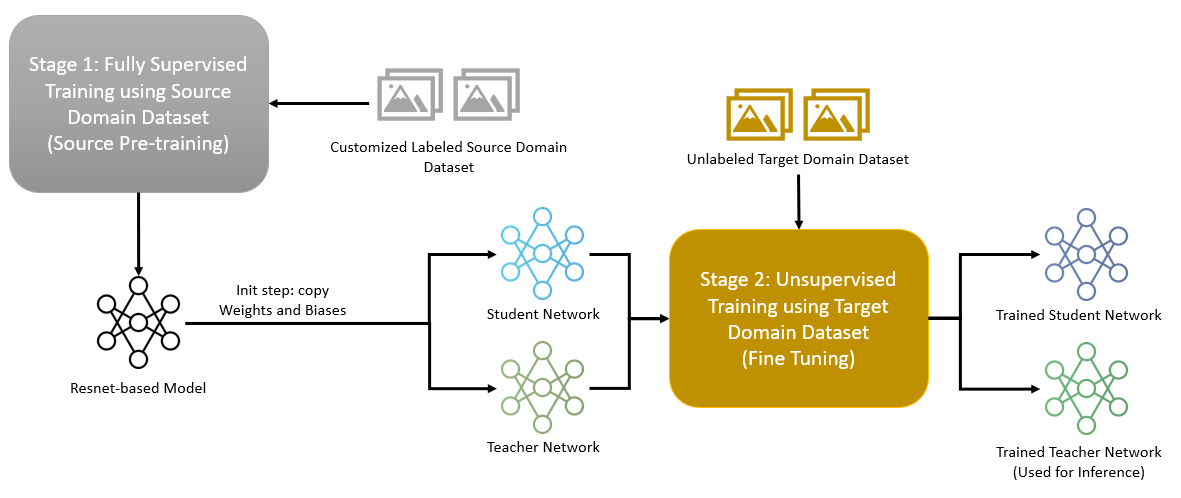 Stage 1: Fully Supervised
Training using Source
Domain Dataset
(Source Pre-training)
Customized Labeled Source Domain
Dataset
Unlabeled Target Domain Dataset
Init step: copy
Weights and Biases
Resnet-based Model
Student Network
Teacher Network
Stage 2: Unsupervised
Training using Target
Domain Dataset
(Fine Tuning)
Trained Student Network
Trained Teacher Network
(Used for Inference)